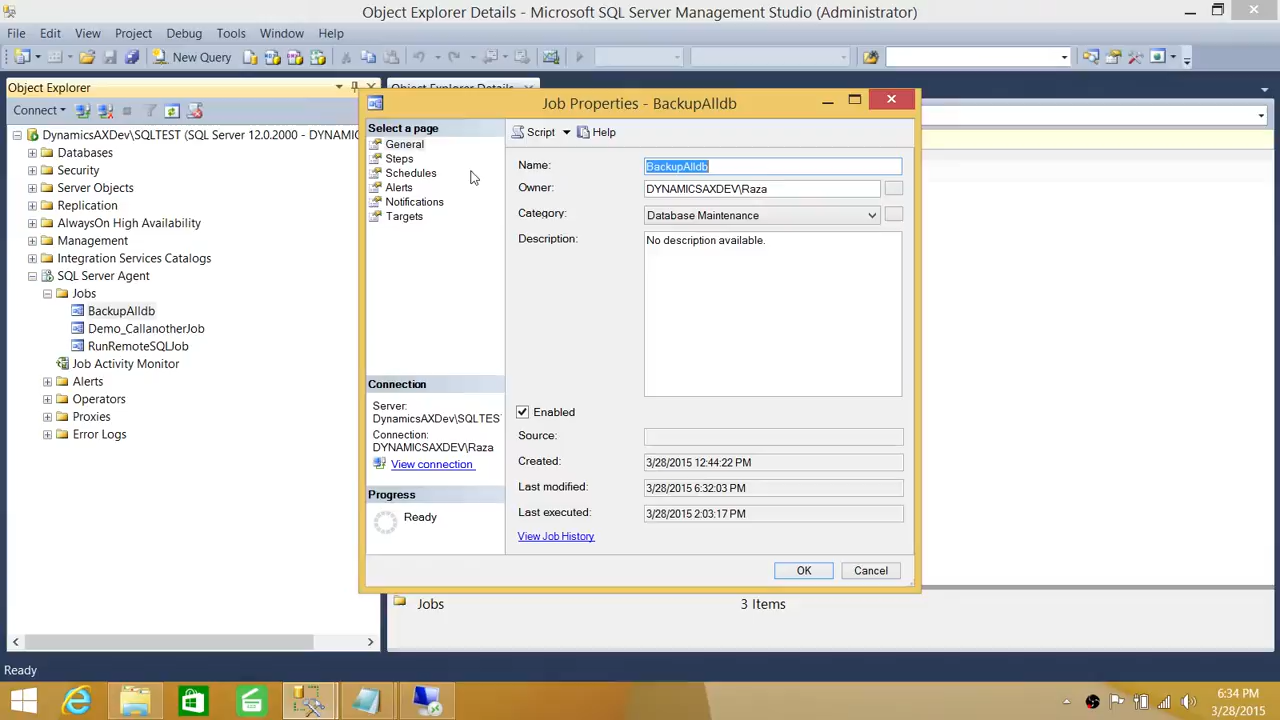 Object Explorer Details - Microsoft SQL Server Management Studio (Administrator)
File Edit View Project Debug Tools Window Help
New Query
Object Explorer
Object Explorer Details
Connect
DynamicsAXDev\SQLTEST (SQL Server 12.0.2000 - DYNAMIC
Databases
Security
Server Objects
Replication
AlwaysOn High Availability
Management
Integration Services Catalogs
SQL Server Agent
Jobs
BackupAlldb
Demo_CallanotherJob
RunRemoteSQLJob
Job Activity Monitor
Alerts
Operators
Proxies
Error Logs
Job Properties - BackupAlldb
Select a page
General
Steps
Schedules
Alerts
Notifications
Targets
Connection
Server:
DynamicsAXDev\SQLTES
Connection:
DYNAMICSAXDEV\Raza
View connection
Progress
Ready
Script Help
Name: BackupAlldb
Owner: DYNAMICSAXDEV\Raza
Category: Database Maintenance
Description: No description available.
Enabled
Source:
Created: 3/28/2015 12:44:22 PM
Last modified: 3/28/2015 6:32:03 PM
Last executed: 3/28/2015 2:03:17 PM
View Job History
OK Cancel
Jobs 3 Items
Ready
6:34 PM
3/28/2015